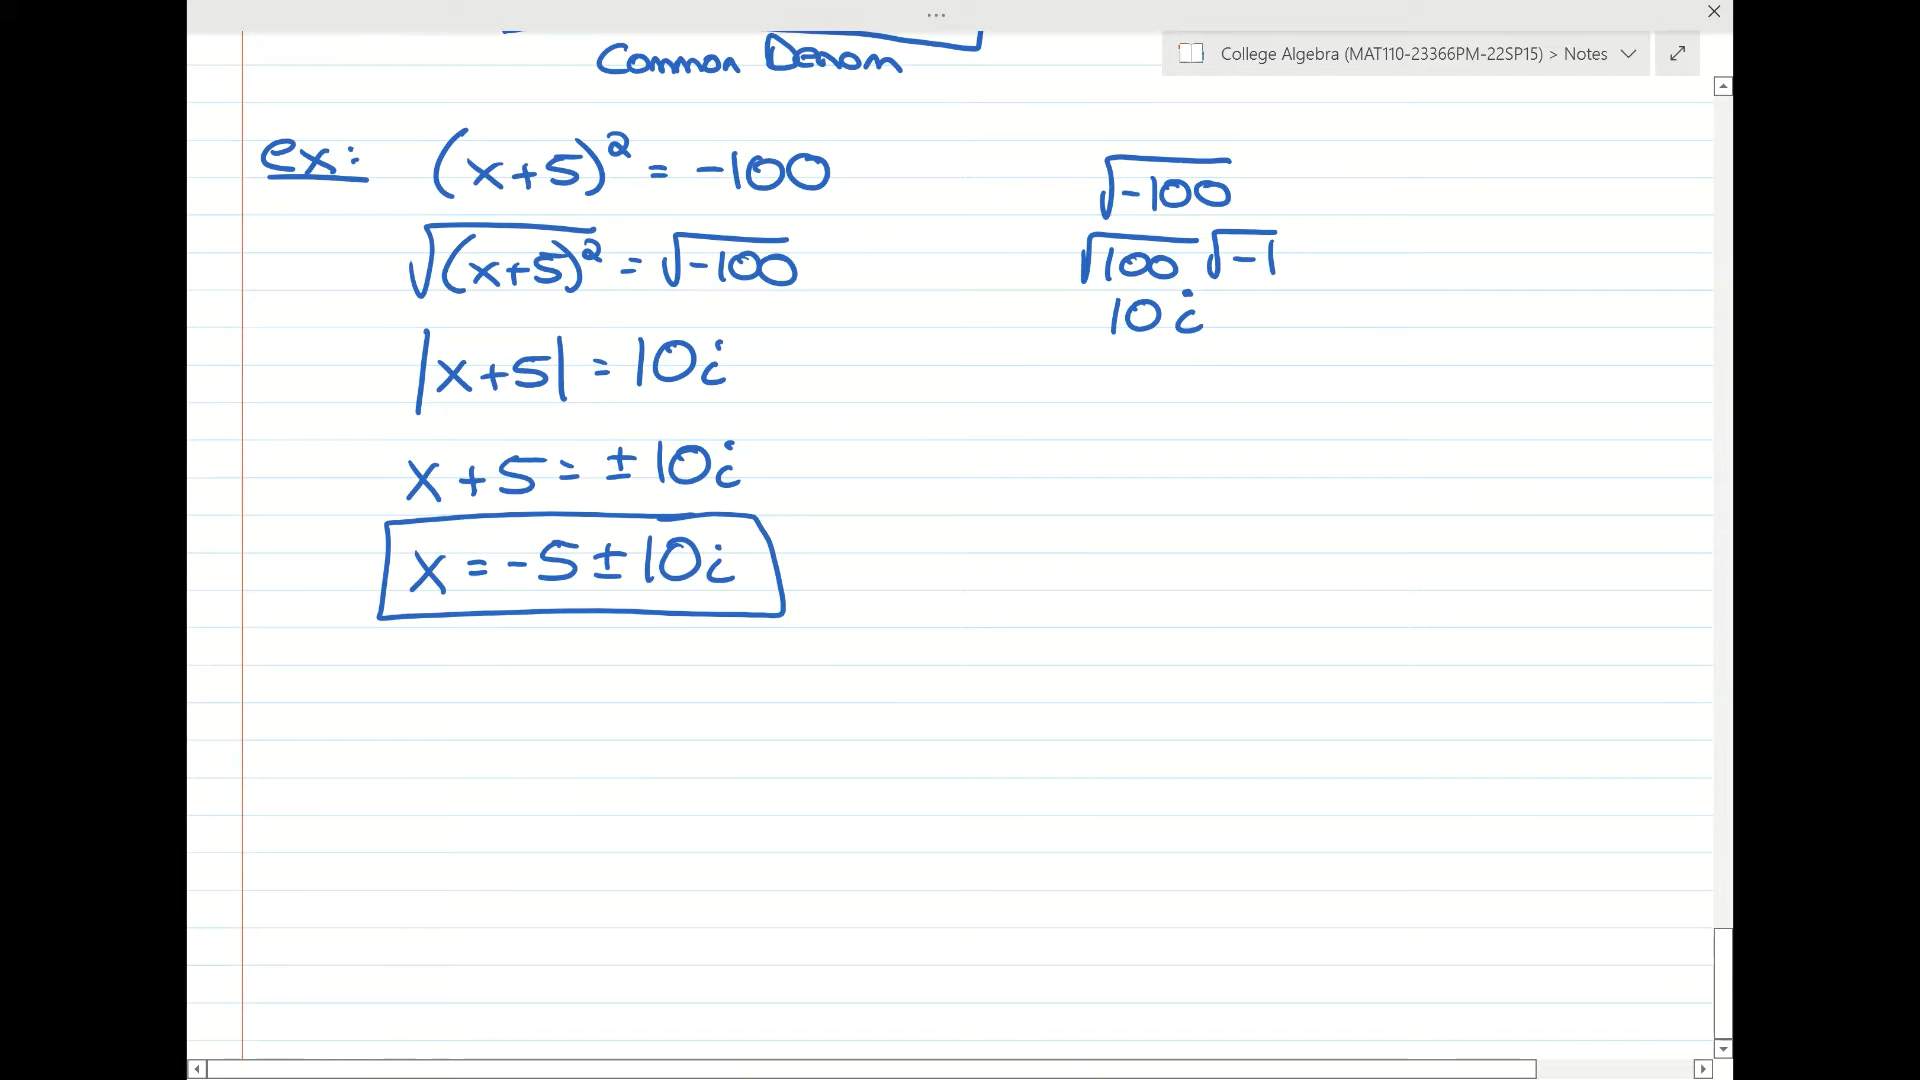 ...
College Algebra (MAT110-23366PM-22SP15) > Notes
Common Denom
ex: (x+5)² = -100
√(x+5)² = √-100
|x+5| = 10i
x + 5 = ± 10i
x = -5 ± 10i
√-100
√100 √-1
10 i